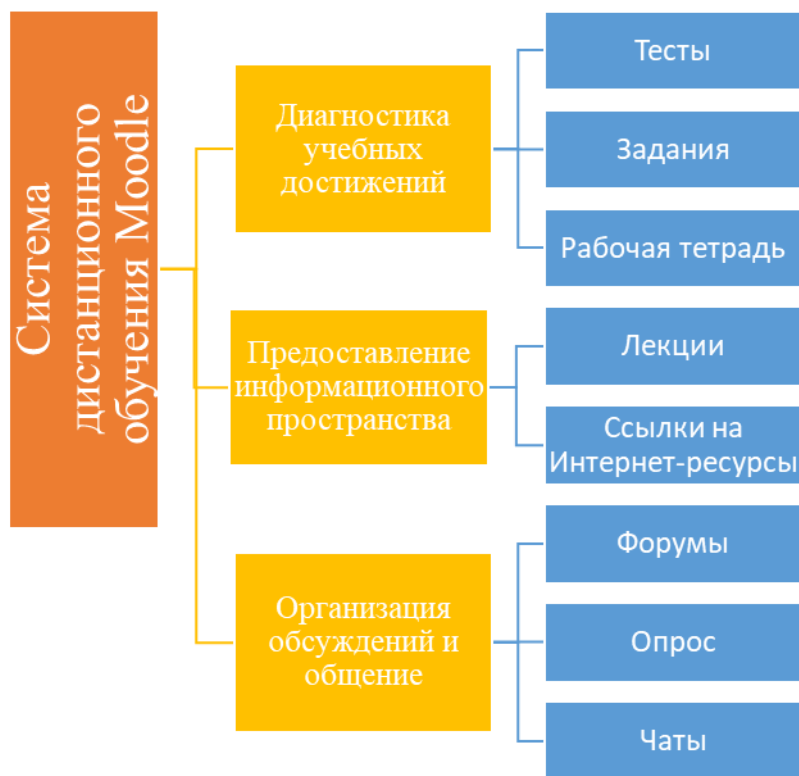 Система
дистанционного
обучения Moodle
Диагностика
учебных
достижений
Тесты
Задания
Рабочая тетрадь
Предоставление
информационного
пространства
Лекции
Ссылки на
Интернет-ресурсы
Организация
обсуждений и
общение
Форумы
Опрос
Чаты